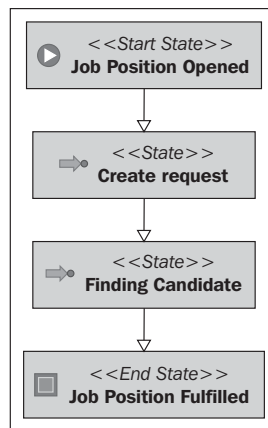 <<Start State>>
Job Position Opened
<<State>>
Create request
<<State>>
Finding Candidate
<<End State>>
Job Position Fulfilled